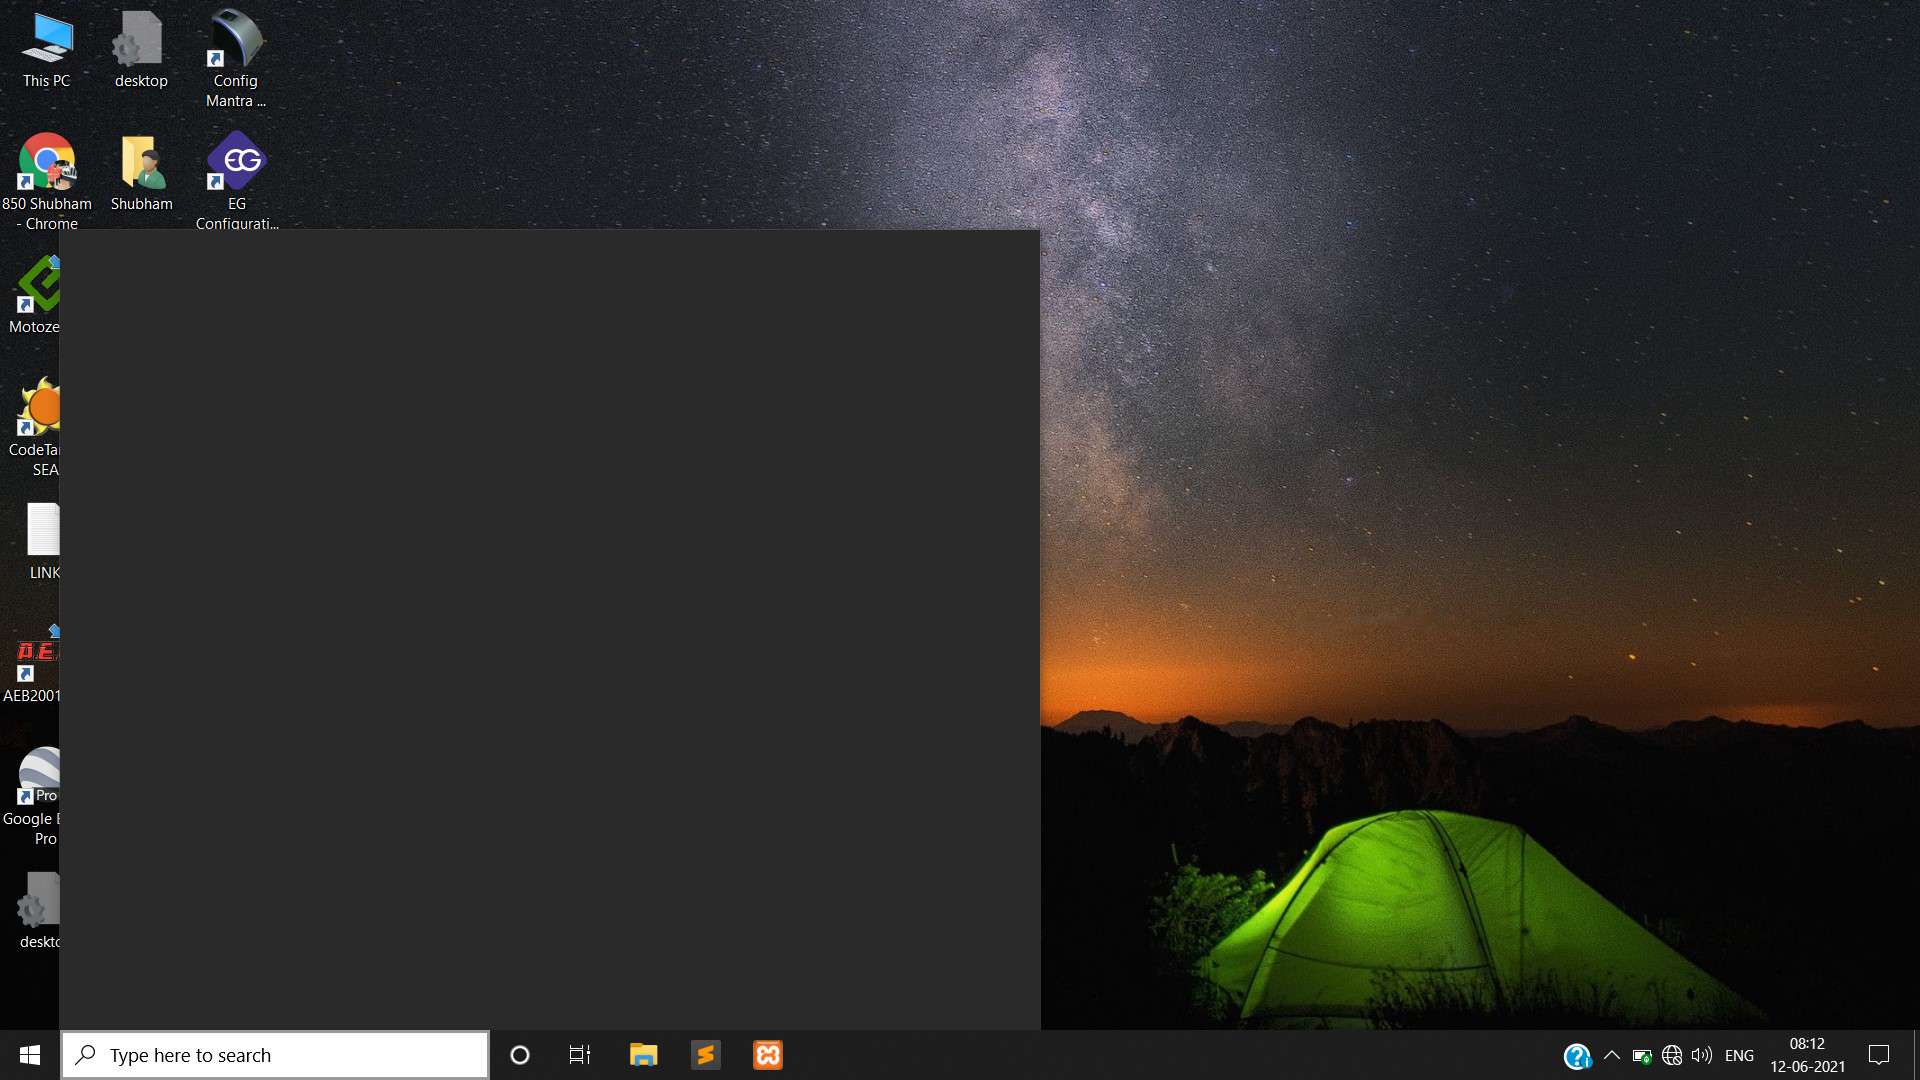 This PC
desktop
Config
Mantra ...
850 Shubham
- Chrome
Shubham
EG
EG
Configurati...
Motoze
CodeTa
SEA
LINK
AEB2001
Pro
Google E
Pro
deskto
Type here to search
ENG
08:12
12-06-2021